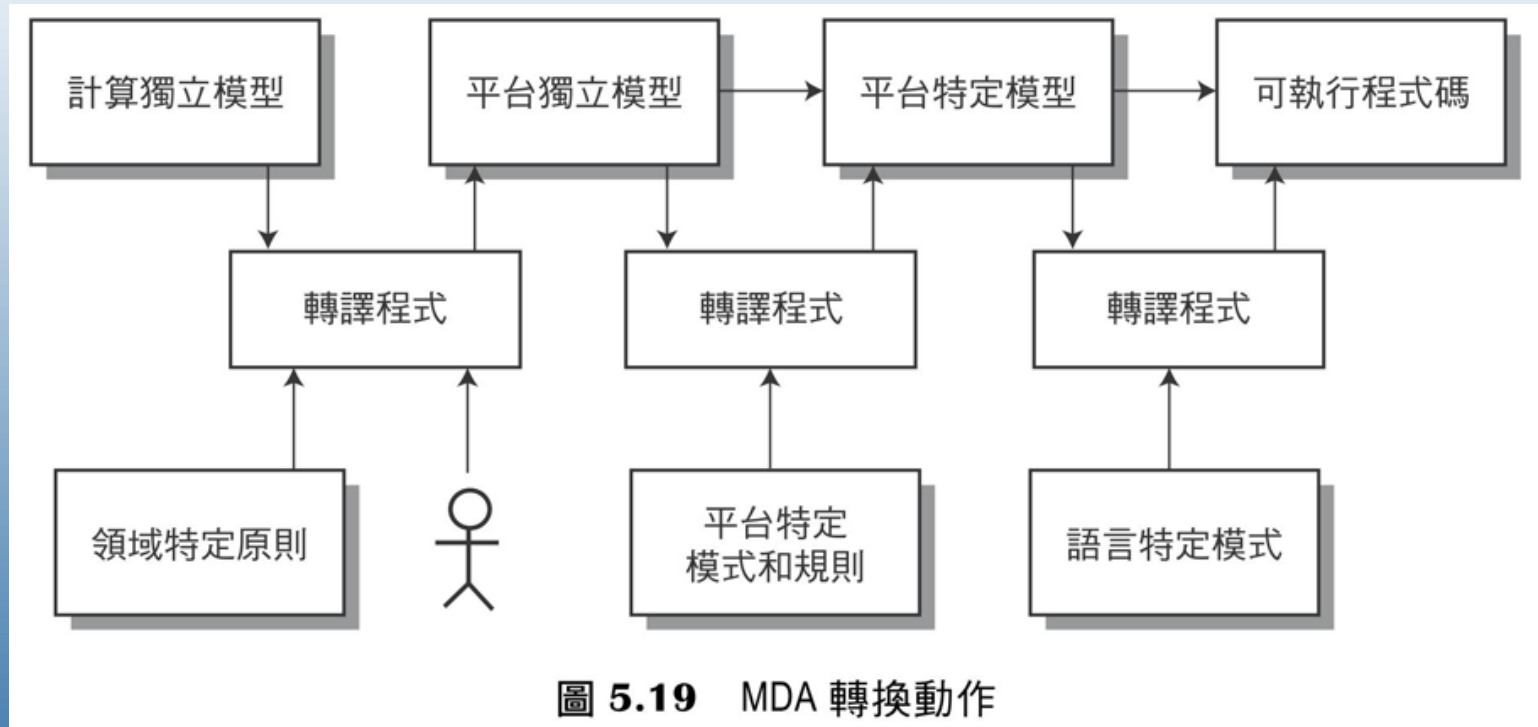 計算獨立模型
平台獨立模型
平台特定模型
可執行程式碼
轉譯程式
轉譯程式
轉譯程式
領域特定原則
平台特定
模式和規則
語言特定模式
圖 5.19 MDA 轉換動作